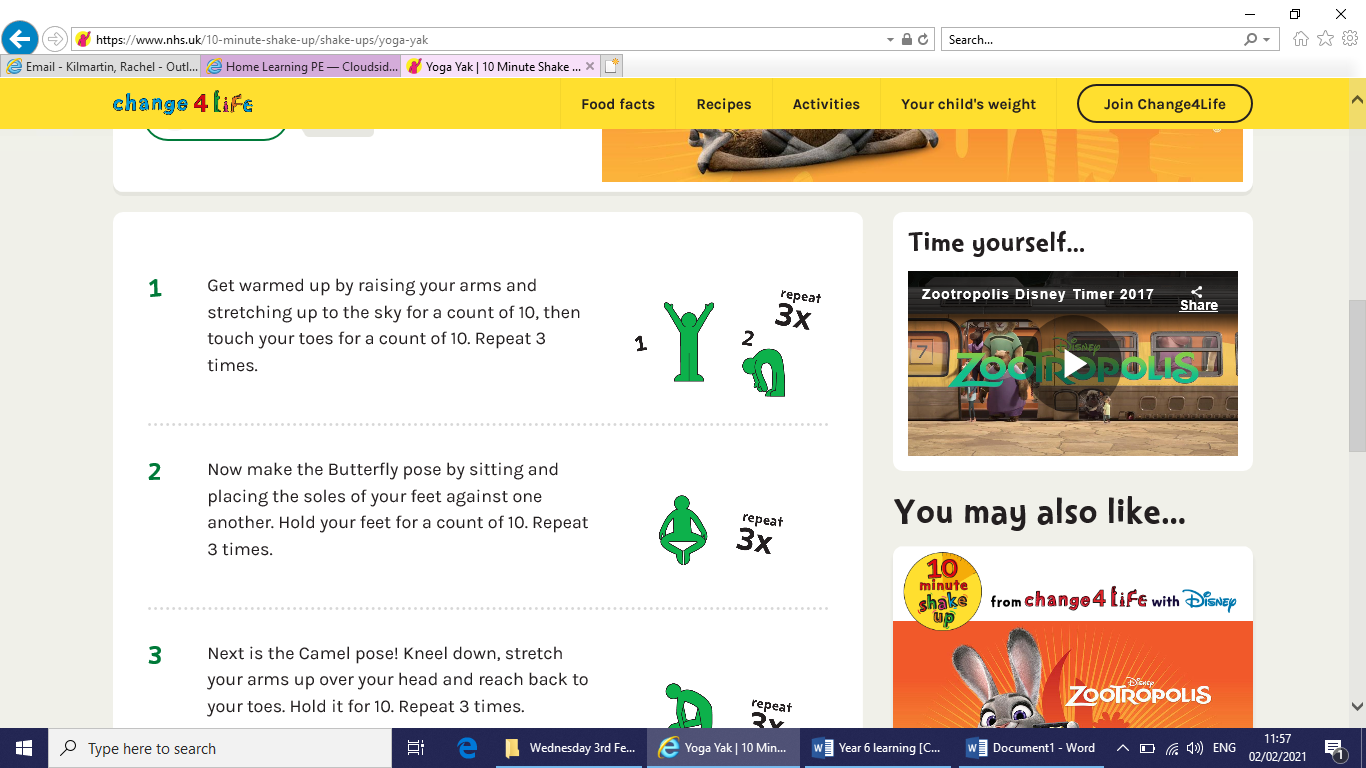 https://www.nhs.uk/10-minute-shake-up/shake-ups/yoga-yak
Search...
Email - Kilmartin, Rachel - Outl...
Home Learning PE — Cloudsid...
Yoga Yak | 10 Minute Shake ...
change4life
Food facts
Recipes
Activities
Your child's weight
Join Change4Life
1
Get warmed up by raising your arms and
stretching up to the sky for a count of 10, then
touch your toes for a count of 10. Repeat 3
times.
1
2
repeat
3x
2
Now make the Butterfly pose by sitting and
placing the soles of your feet against one
another. Hold your feet for a count of 10. Repeat
3 times.
repeat
3x
3
Next is the Camel pose! Kneel down, stretch
your arms up over your head and reach back to
your toes. Hold it for 10. Repeat 3 times.
repeat
3x
Time yourself...
Zootropolis Disney Timer 2017
Share
7
Disney
ZOOTROPOLIS
You may also like...
10
minute
shake
up
from change4life with Disney
Disney
ZOOTROPOLIS
Type here to search
Wednesday 3rd Fe...
Yoga Yak | 10 Min...
Year 6 learning [C...
Document1 - Word
ENG
11:57
02/02/2021
1